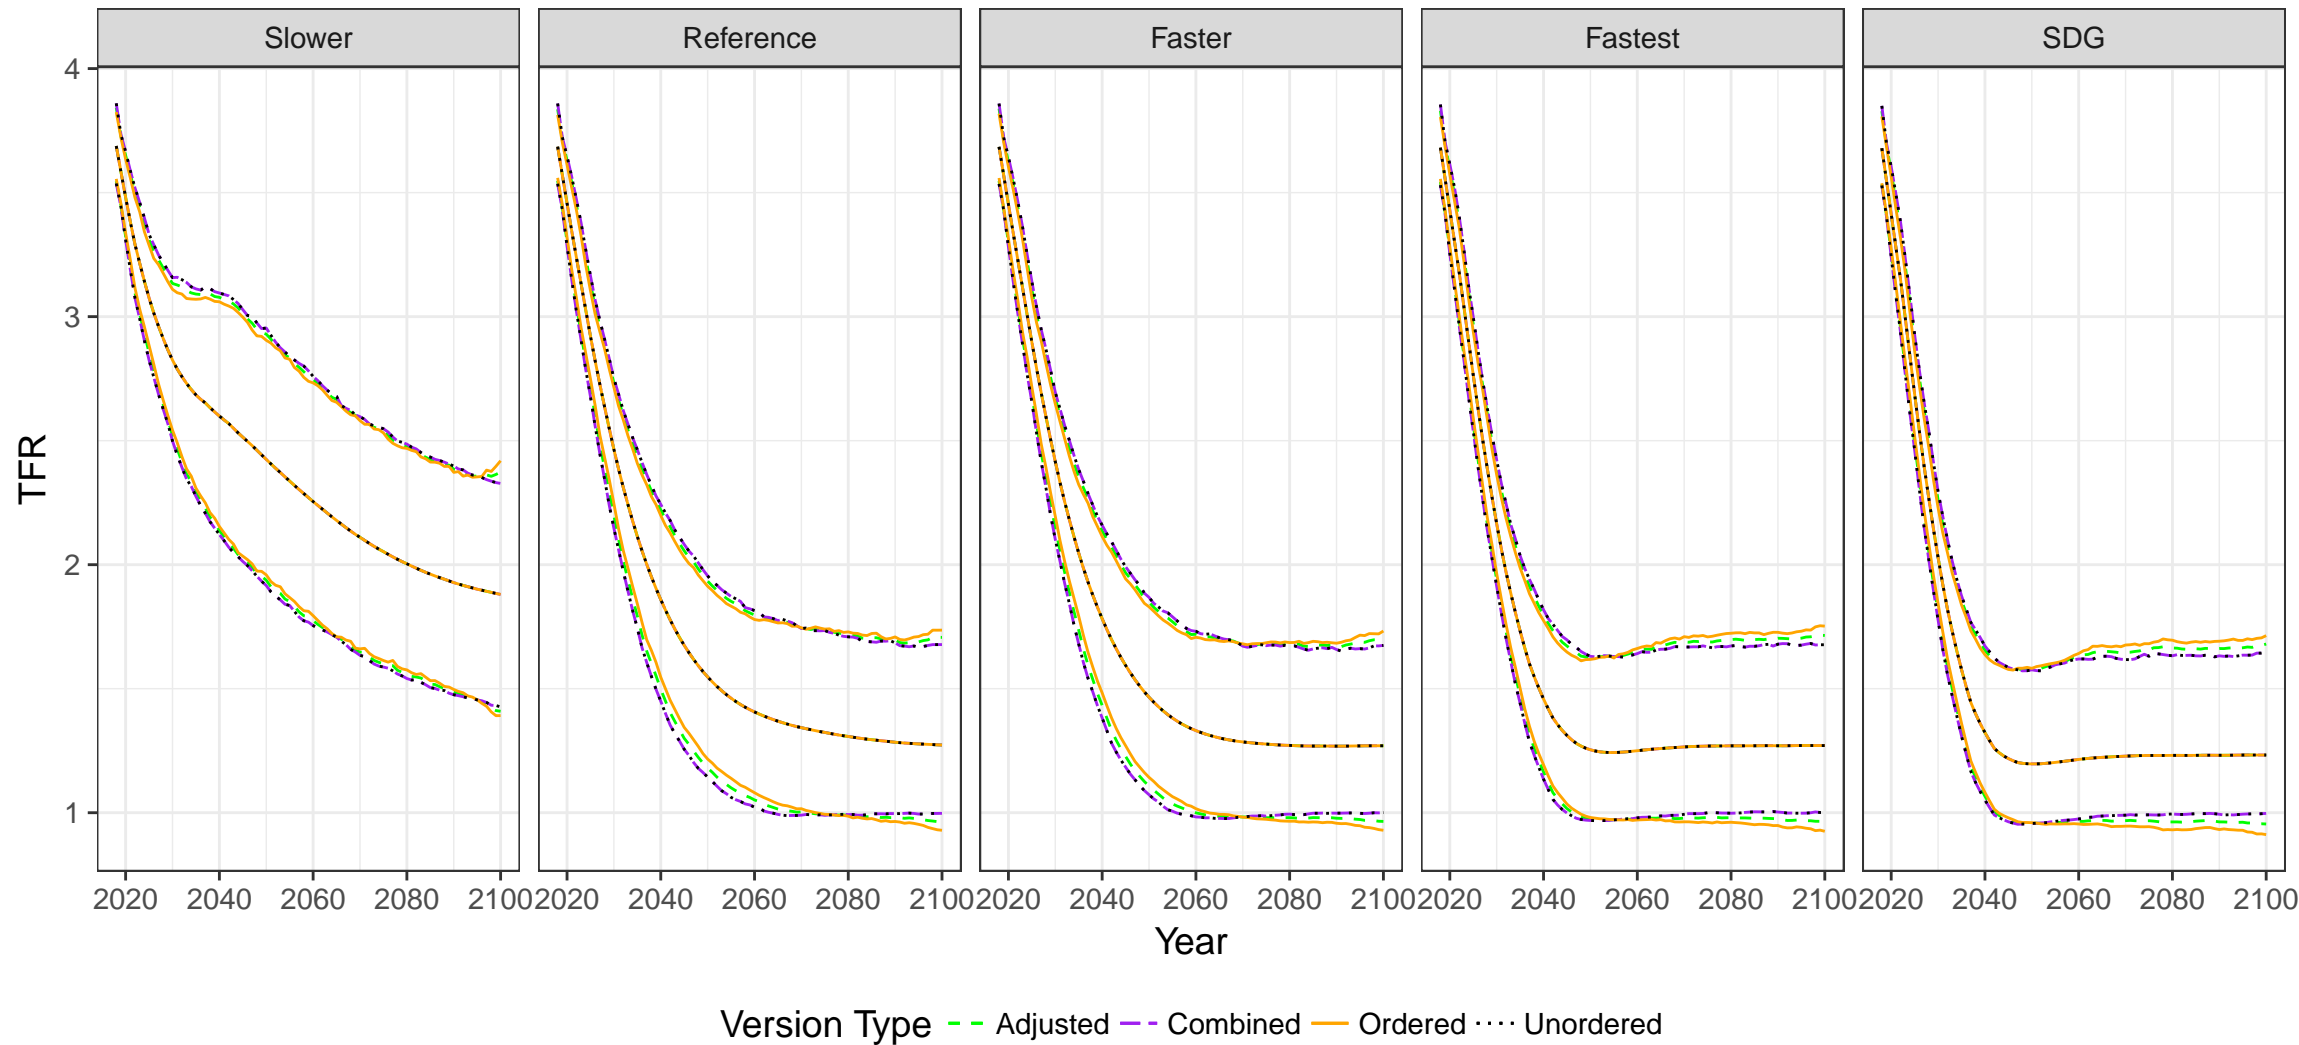 Slower Reference Faster Fastest SDG
4
3
2
1
TFR
2020 2040 2060 2080 2100 2020 2040 2060 2080 2100 2020 2040 2060 2080 2100 2020 2040 2060 2080 2100 2020 2040 2060 2080 2100
Year
Version Type Adjusted Combined Ordered Unordered